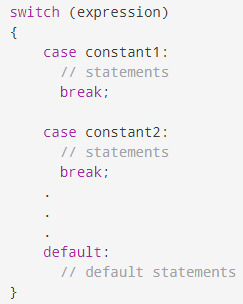 switch (expression)
{
    case constant1:
      // statements
      break;

    case constant2:
      // statements
      break;
    .
    .
    .
    default:
      // default statements
}